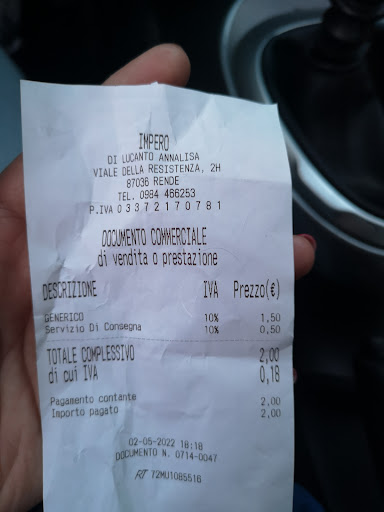 IMPERO
DI LUCANTO ANNALISA
VIALE DELLA RESISTENZA, 2H
87036 RENDE
TEL. 0984 466253
P.IVA 03372170781
DOCUMENTO COMMERCIALE
di vendita o prestazione
DESCRIZIONE IVA Prezzo(€)
GENERICO 10% 1,50
Servizio Di Consegna 10% 0,50
TOTALE COMPLESSIVO 2,00
di cui IVA 0,18
Pagamento contante 2,00
Importo pagato 2,00
02-05-2022 18:18
DOCUMENTO N. 0714-0047
RT 72MU1085516